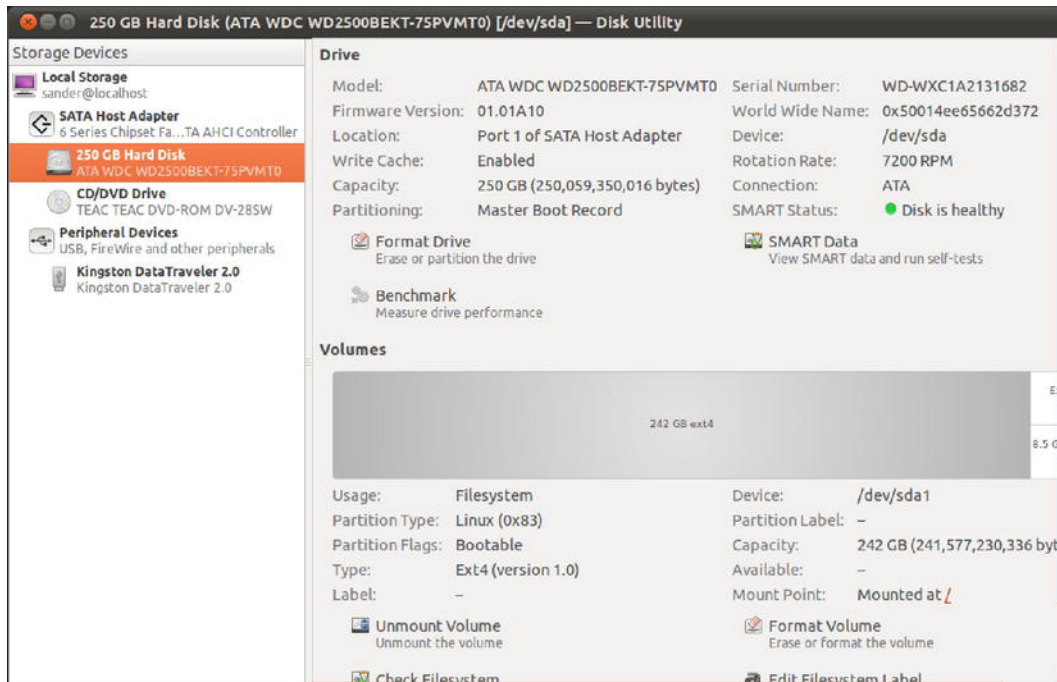 250 GB Hard Disk (ATA WDC WD2500BEKT-75PVMT0) [/dev/sda] — Disk Utility
Storage Devices
Local Storage
sander@localhost
SATA Host Adapter
6 Series Chipset Fa...TA AHCI Controller
250 GB Hard Disk
ATA WDC WD2500BEKT-75PVMT0
CD/DVD Drive
TEAC TEAC DVD-ROM DV-28SW
Peripheral Devices
USB, FireWire and other peripherals
Kingston DataTraveler 2.0
Kingston DataTraveler 2.0
Drive
Model: ATA WDC WD2500BEKT-75PVMT0 Serial Number: WD-WXC1A2131682
Firmware Version: 01.01A10 World Wide Name: 0x50014ee65662d372
Location: Port 1 of SATA Host Adapter Device: /dev/sda
Write Cache: Enabled Rotation Rate: 7200 RPM
Capacity: 250 GB (250,059,350,016 bytes) Connection: ATA
Partitioning: Master Boot Record SMART Status: Disk is healthy
Format Drive SMART Data
Erase or partition the drive View SMART data and run self-tests
Benchmark
Measure drive performance
Volumes
242 GB ext4
8.5 G
Usage: Filesystem Device: /dev/sda1
Partition Type: Linux (0x83) Partition Label: –
Partition Flags: Bootable Capacity: 242 GB (241,577,230,336 byt
Type: Ext4 (version 1.0) Available: –
Label: – Mount Point: Mounted at /
Unmount Volume Format Volume
Unmount the volume Erase or format the volume
Check Filesystem Edit Filesystem Label